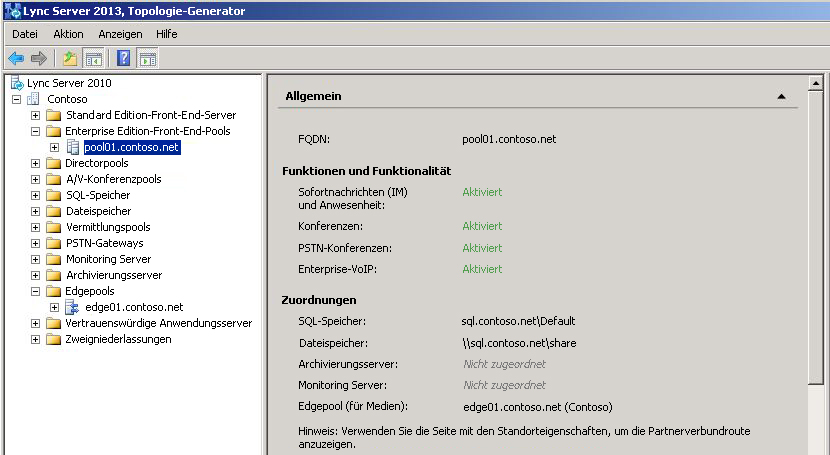 Lync Server 2013, Topologie-Generator
Datei Aktion Anzeigen Hilfe
Lync Server 2010
Contoso
Standard Edition-Front-End-Server
Enterprise Edition-Front-End-Pools
pool01.contoso.net
Directorpools
A/V-Konferenzpools
SQL-Speicher
Dateispeicher
Vermittlungspools
PSTN-Gateways
Monitoring Server
Archivierungsserver
Edgepools
edge01.contoso.net
Vertrauenswürdige Anwendungsserver
Zweigniederlassungen
Allgemein
FQDN: pool01.contoso.net
Funktionen und Funktionalität
Sofortnachrichten (IM) Aktiviert
und Anwesenheit:
Konferenzen: Aktiviert
PSTN-Konferenzen: Aktiviert
Enterprise-VoIP: Aktiviert
Zuordnungen
SQL-Speicher: sql.contoso.net\Default
Dateispeicher: \\sql.contoso.net\share
Archivierungsserver: Nicht zugeordnet
Monitoring Server: Nicht zugeordnet
Edgepool (für Medien): edge01.contoso.net (Contoso)
Hinweis: Verwenden Sie die Seite mit den Standorteigenschaften, um die Partnerverbundroute
anzuzeigen.